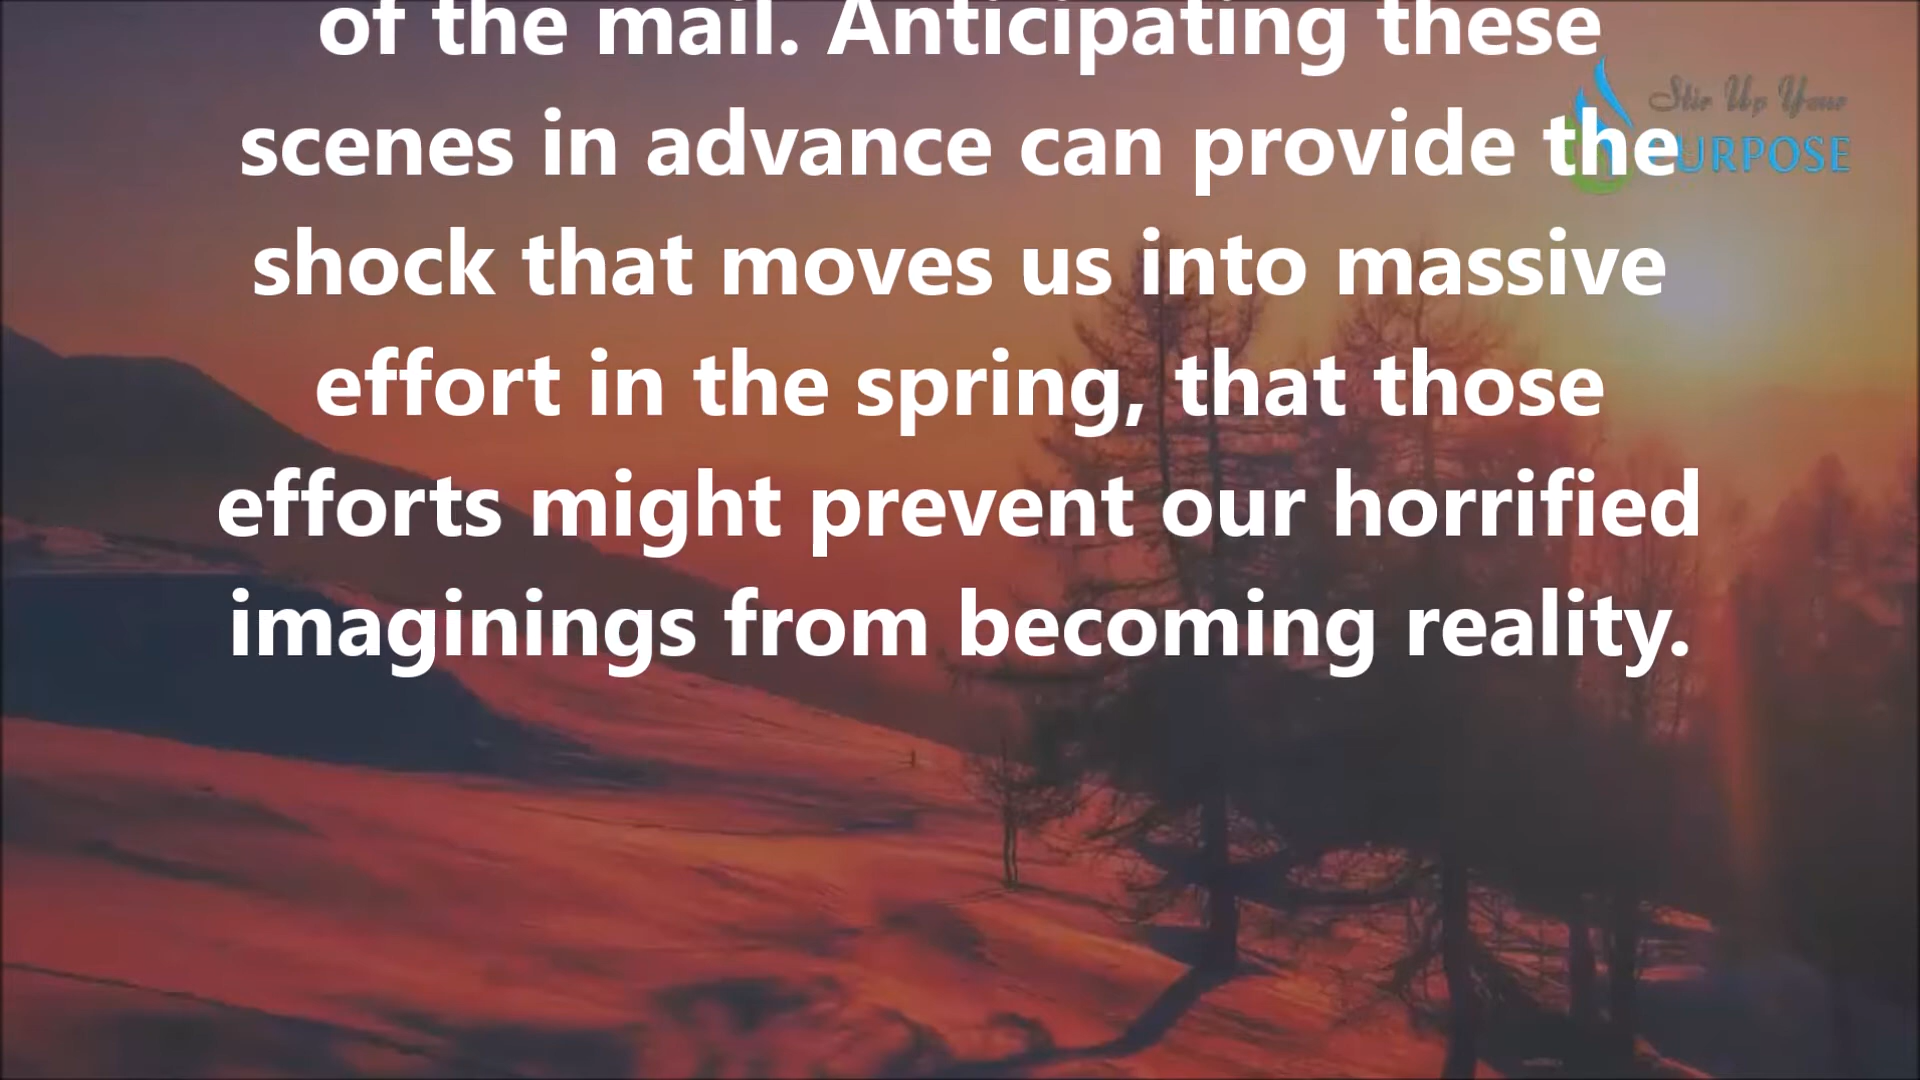 of the mail. Anticipating these
Stir Up Your
scenes in advance can provide the
PURPOSE
shock that moves us into massive
effort in the spring, that those
efforts might prevent our horrified
imaginings from becoming reality.